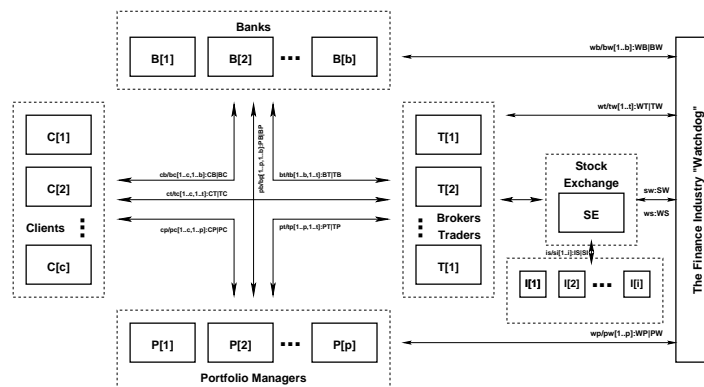 Banks
B[1] B[2] B[b]
wb/bw[1..b]:WB|BW
wt/tw[1..t]:WT|TW
C[1]
C[2]
Clients
C[c]
cb/bc[1..c,1..b]:CB|BC
ct/tc[1..c,1..t]:CT|TC
cp/pc[1..c,1..p]:CP|PC
pb/bp[1..p,1..b]:PB|BP
bt/tb[1..b,1..t]:BT|TB
pt/tp[1..p,1..t]:PT|TP
T[1]
T[2]
Brokers
Traders
T[1]
Stock
Exchange
SE
sw:SW
ws:WS
is/si[1..i]:IS|SI
I[1] I[2] I[i]
The Finance Industry "Watchdog"
P[1] P[2] P[p]
Portfolio Managers
wp/pw[1..p]:WP|PW